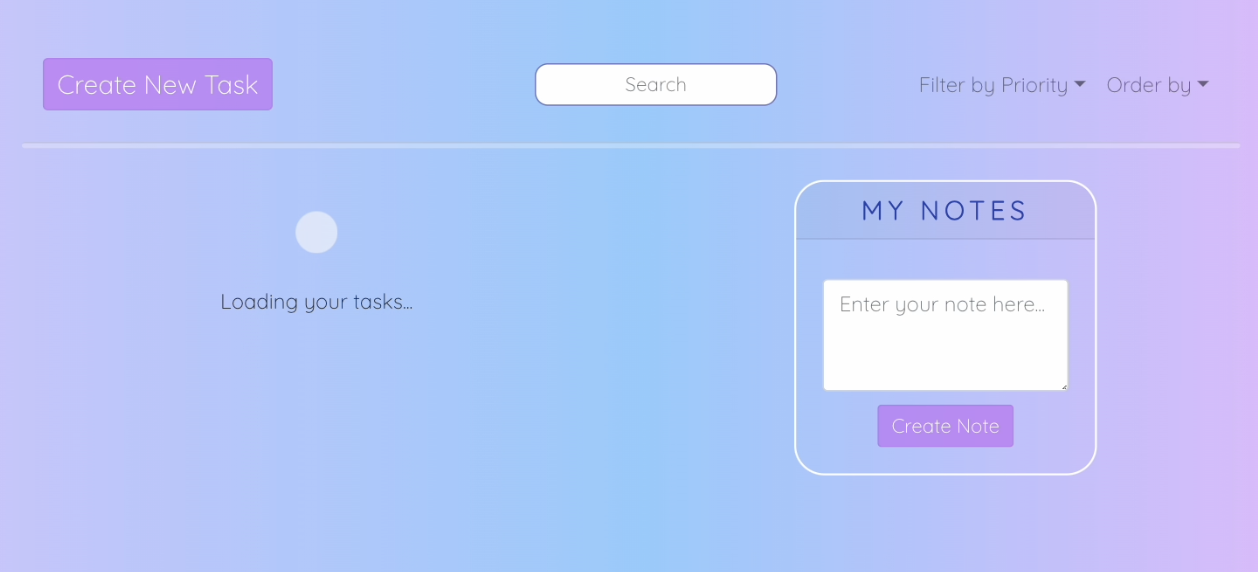 Create New Task
Search
Filter by Priority
Order by
Loading your tasks...
MY NOTES
Enter your note here...
Create Note